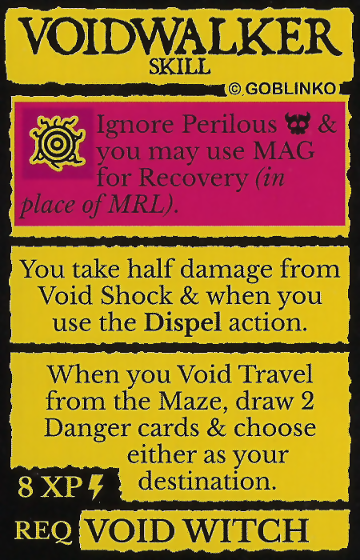 VOIDWALKER
SKILL
© GOBLINKO
Ignore Perilous &
you may use MAG
for Recovery (in
place of MRL).
You take half damage from
Void Shock & when you
use the Dispel action.
When you Void Travel
from the Maze, draw 2
Danger cards & choose
either as your
destination.
8 XP
REQ VOID WITCH